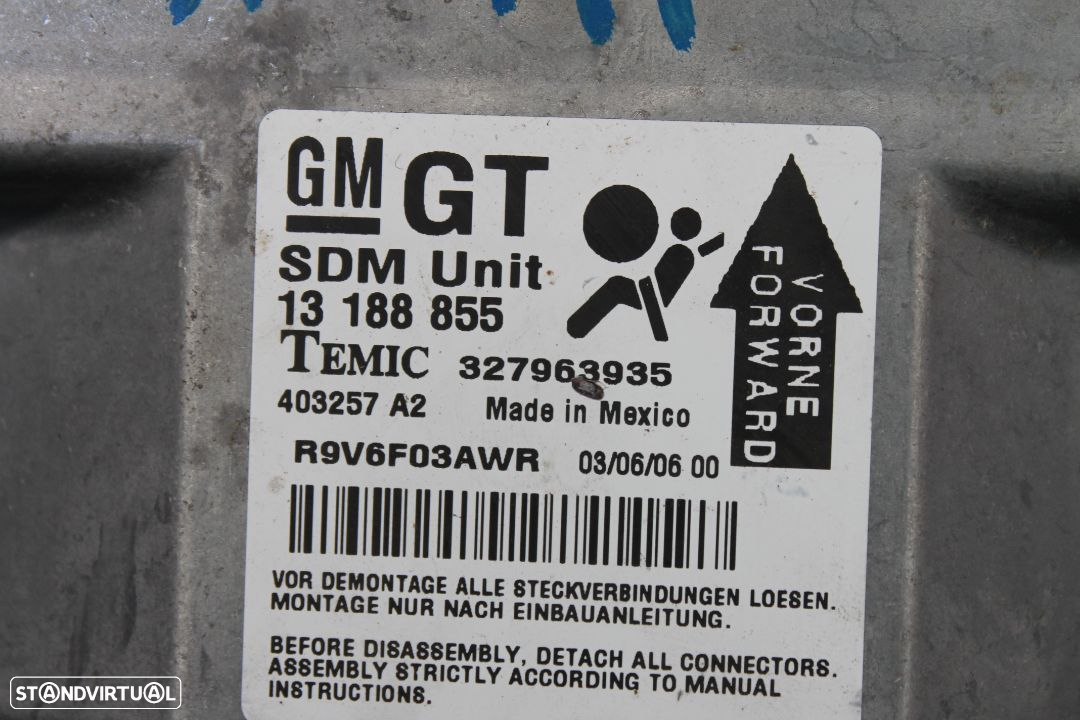 GM GT
SDM Unit
13 188 855
TEMIC 327963935
403257 A2 Made in Mexico
R9V6F03AWR 03/06/06 00
VORNE
FORWARD
VOR DEMONTAGE ALLE STECKVERBINDUNGEN LOESEN.
MONTAGE NUR NACH EINBAUANLEITUNG.
BEFORE DISASSEMBLY, DETACH ALL CONNECTORS.
ASSEMBLY STRICTLY ACCORDING TO MANUAL
INSTRUCTIONS.
STANDVIRTUAL